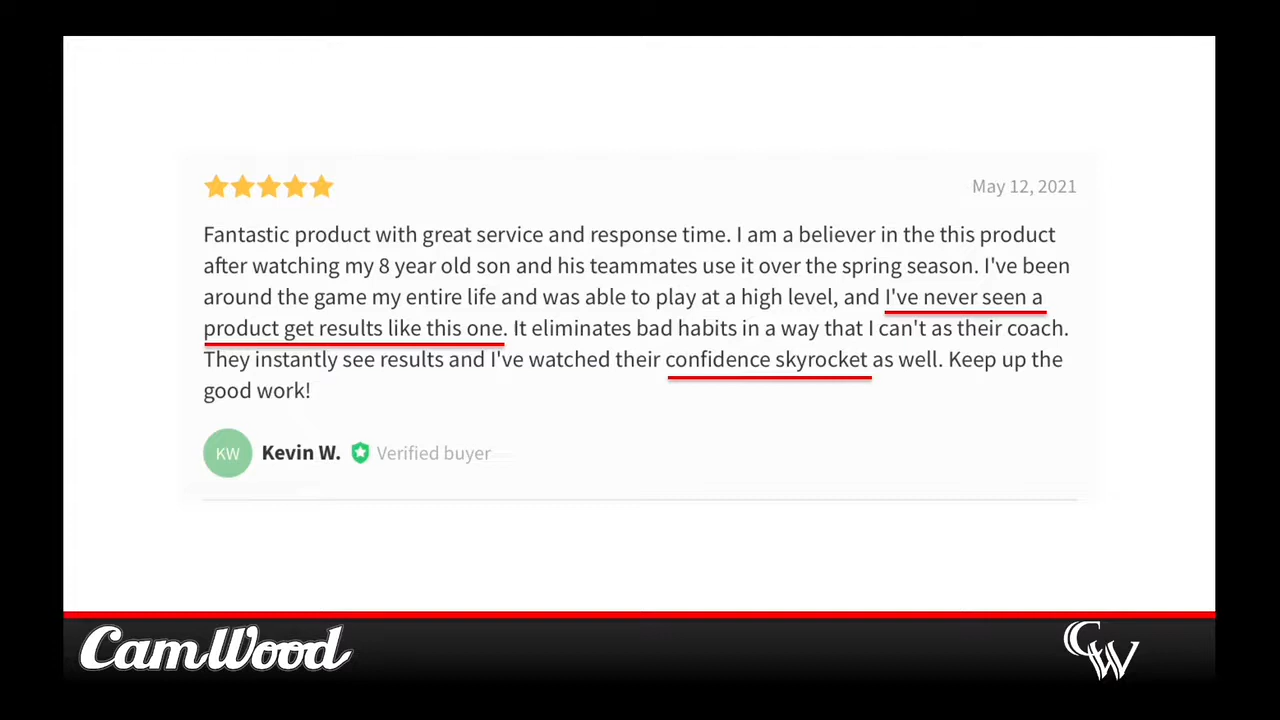 May 12, 2021
Fantastic product with great service and response time. I am a believer in the this product
after watching my 8 year old son and his teammates use it over the spring season. I've been
around the game my entire life and was able to play at a high level, and I've never seen a
product get results like this one. It eliminates bad habits in a way that I can't as their coach.
They instantly see results and I've watched their confidence skyrocket as well. Keep up the
good work!
KW Kevin W. Verified buyer
CamWood CW